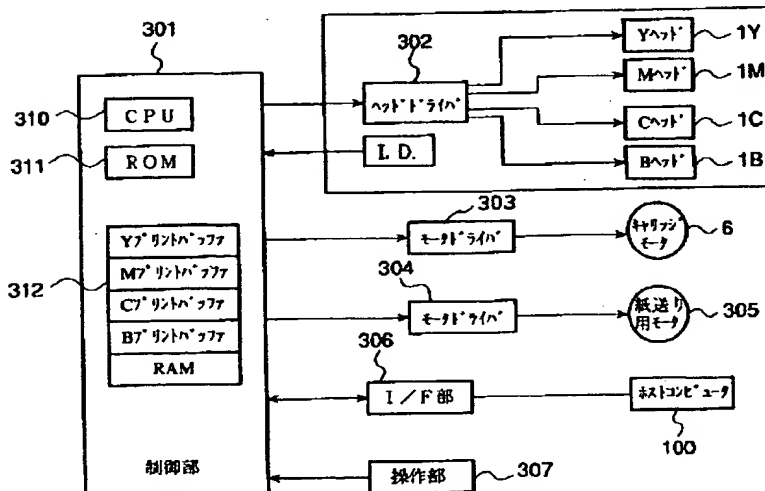 301
310
CPU
311
ROM
312
Yプリントバッファ
Mプリントバッファ
Cプリントバッファ
Bプリントバッファ
RAM
制御部
302
ヘッドドライバ
I.D.
Yヘッド
1Y
Mヘッド
1M
Cヘッド
1C
Bヘッド
1B
303
モータドライバ
キャリッジ
モータ
6
304
モータドライバ
紙送り
用モータ
305
306
I/F部
ホストコンピュータ
100
操作部
307